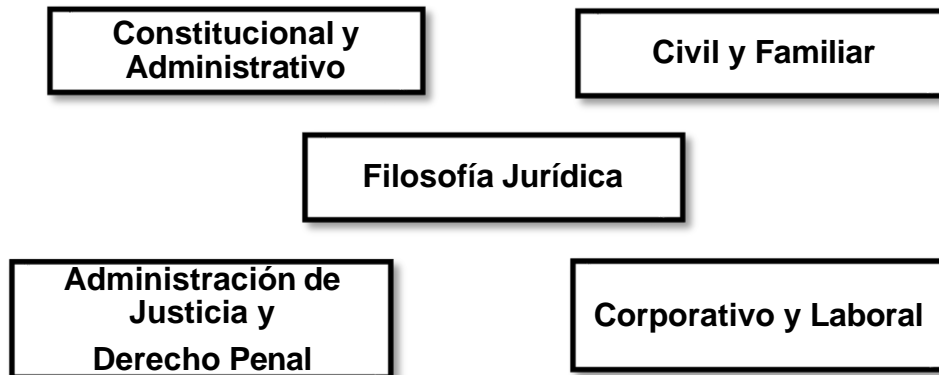 Constitucional y
Administrativo
Civil y Familiar
Filosofía Jurídica
Administración de
Justicia y
Derecho Penal
Corporativo y Laboral